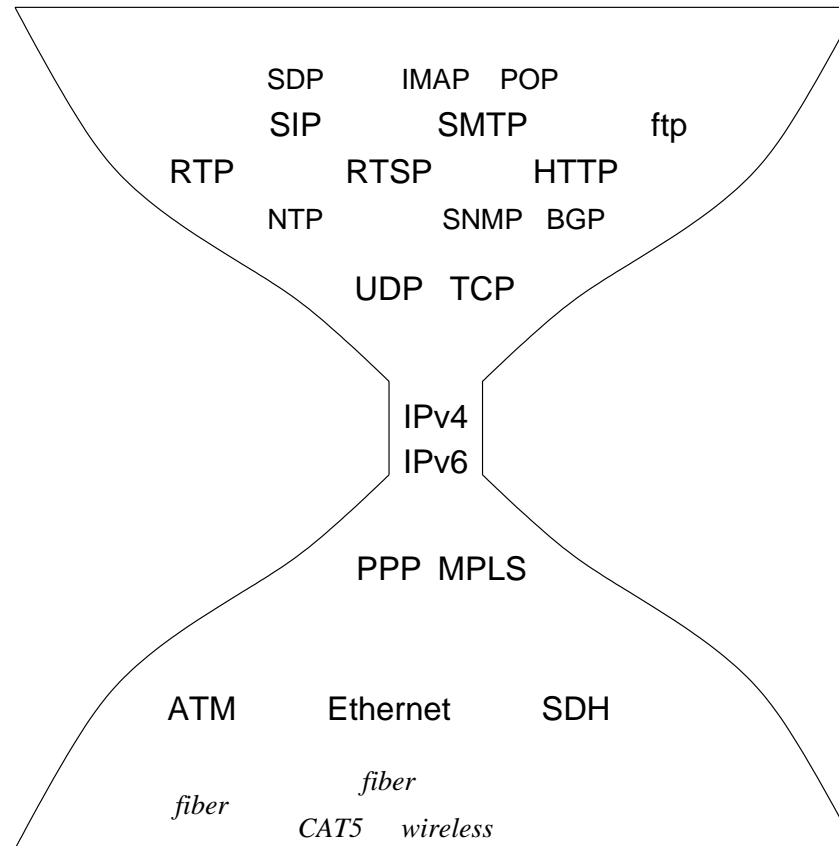 SDP IMAP POP
SIP SMTP ftp
RTP RTSP HTTP
NTP SNMP BGP
UDP TCP
IPv4
IPv6
PPP MPLS
ATM Ethernet SDH
fiber
fiber
CAT5 wireless